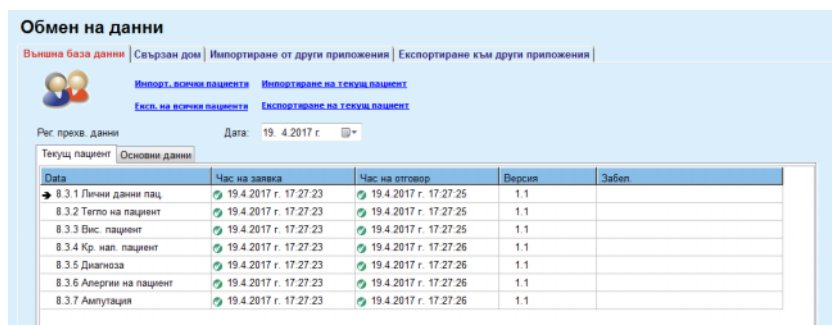 Обмен на данни
Външна база данни Свързан дом Импортиране от други приложения Експортиране към други приложения
Импорт. всички пациенти Импортиране на текущ пациент
Експ. на всички пациенти Експортиране на текущ пациент
Рег. прехв. данни Дата: 19. 4.2017 г.
Текущ пациент Основни данни
Data Час на заявка Час на отговор Версия Забел.
8.3.1 Лични данни пац. 19.4.2017 г. 17:27:23 19.4.2017 г. 17:27:25 1.1
8.3.2 Тегло на пациент 19.4.2017 г. 17:27:23 19.4.2017 г. 17:27:25 1.1
8.3.3 Вис. пациент 19.4.2017 г. 17:27:23 19.4.2017 г. 17:27:25 1.1
8.3.4 Кр. нал. пациент 19.4.2017 г. 17:27:23 19.4.2017 г. 17:27:26 1.1
8.3.5 Диагноза 19.4.2017 г. 17:27:23 19.4.2017 г. 17:27:26 1.1
8.3.6 Алергии на пациент 19.4.2017 г. 17:27:23 19.4.2017 г. 17:27:26 1.1
8.3.7 Ампутация 19.4.2017 г. 17:27:23 19.4.2017 г. 17:27:26 1.1